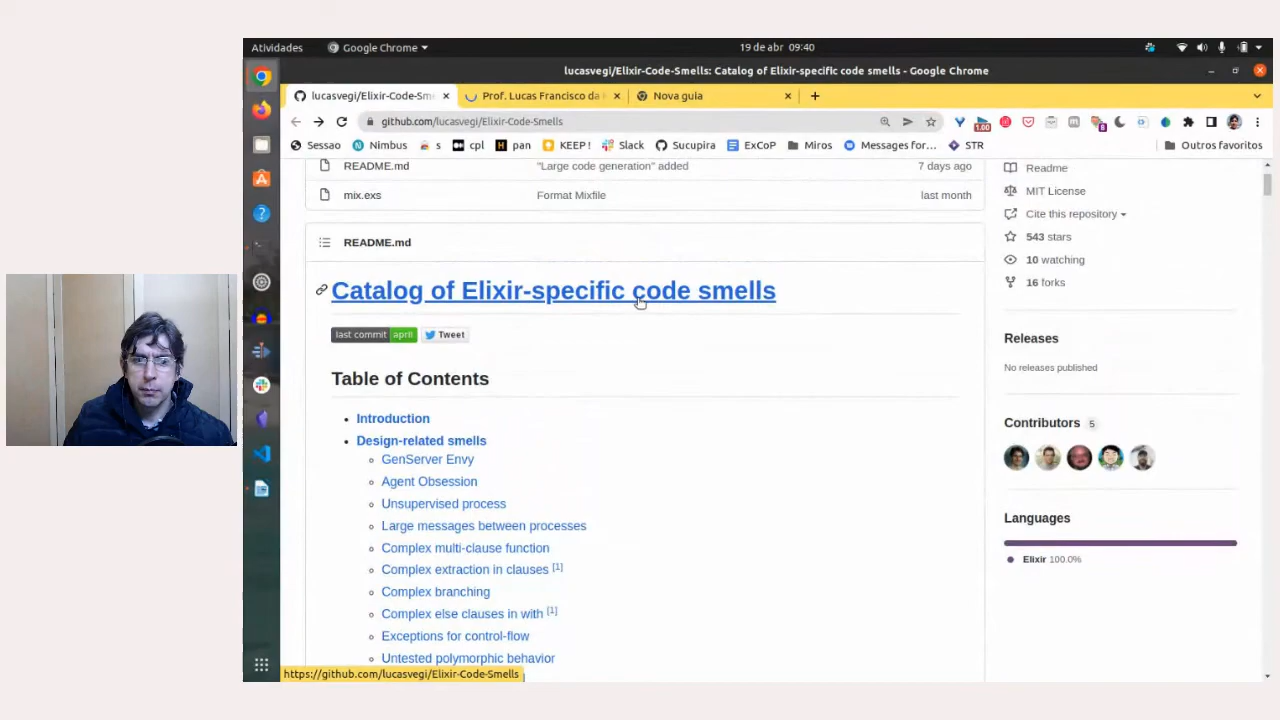 Atividades
Google Chrome
19 de abr 09:40
lucasvegi/Elixir-Code-Smells: Catalog of Elixir-specific code smells - Google Chrome
lucasvegi/Elixir-Code-Sme
Prof. Lucas Francisco da
Nova guia
github.com/lucasvegi/Elixir-Code-Smells
1.00
8
Sessao
Nimbus
s
cpl
pan
KEEP !
Slack
Sucupira
ExCoP
Miros
Messages for...
STR
Outros favoritos
README.md "Large code generation" added 7 days ago
mix.exs Format Mixfile last month
README.md
Catalog of Elixir-specific code smells
last commit april Tweet
Table of Contents
• Introduction
• Design-related smells
GenServer Envy
Agent Obsession
Unsupervised process
Large messages between processes
Complex multi-clause function
Complex extraction in clauses [1]
Complex branching
Complex else clauses in with [1]
Exceptions for control-flow
Untested polymorphic behavior
https://github.com/lucasvegi/Elixir-Code-Smells
Readme
MIT License
Cite this repository
543 stars
10 watching
16 forks
Releases
No releases published
Contributors 5
Languages
Elixir 100.0%